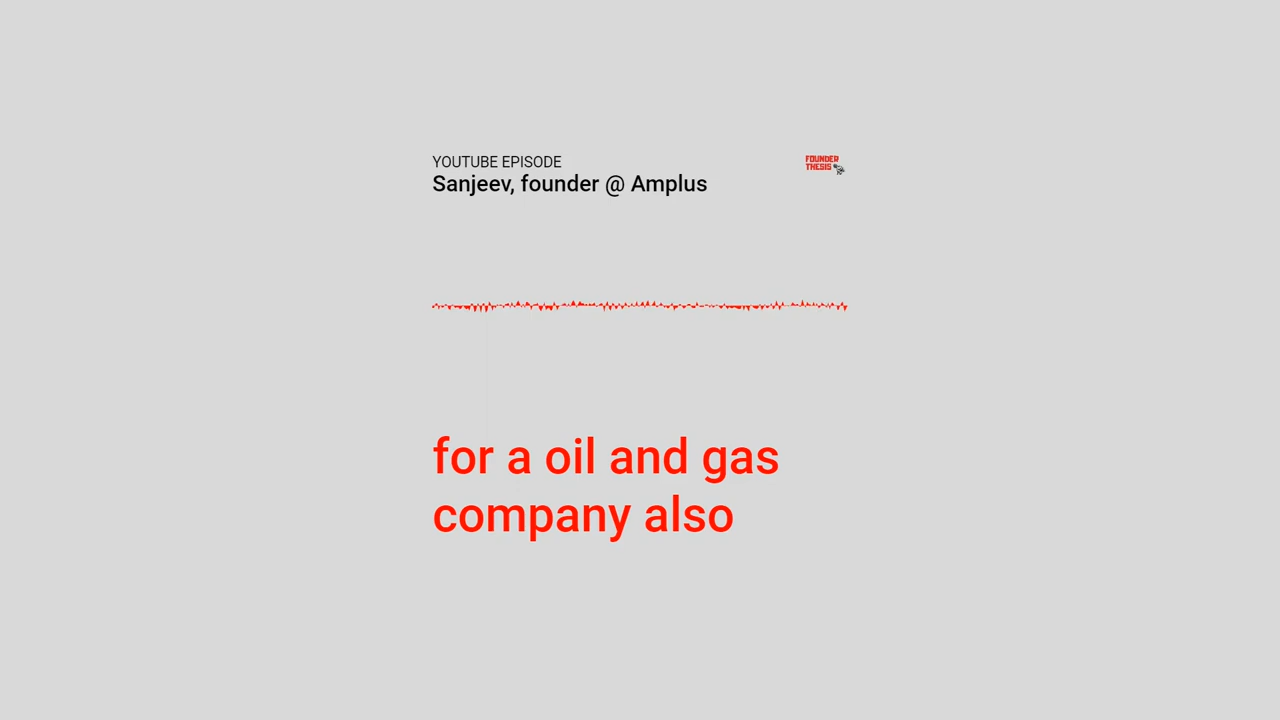 YOUTUBE EPISODE
Sanjeev, founder @ Amplus
FOUNDER
THESIS
for a oil and gas
company also